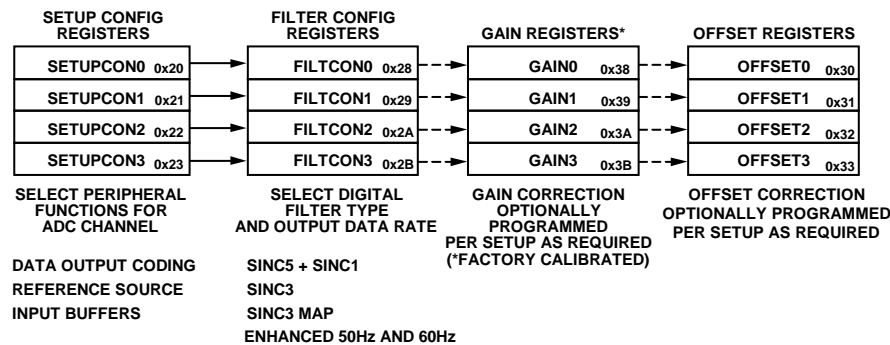 SETUP CONFIG
REGISTERS
FILTER CONFIG
REGISTERS
GAIN REGISTERS*
OFFSET REGISTERS
SETUPCON0 0x20
FILTCON0 0x28
GAIN0 0x38
OFFSET0 0x30
SETUPCON1 0x21
FILTCON1 0x29
GAIN1 0x39
OFFSET1 0x31
SETUPCON2 0x22
FILTCON2 0x2A
GAIN2 0x3A
OFFSET2 0x32
SETUPCON3 0x23
FILTCON3 0x2B
GAIN3 0x3B
OFFSET3 0x33
SELECT PERIPHERAL
FUNCTIONS FOR
ADC CHANNEL
SELECT DIGITAL
FILTER TYPE
AND OUTPUT DATA RATE
GAIN CORRECTION
OPTIONALLY
PROGRAMMED
PER SETUP AS REQUIRED
(*FACTORY CALIBRATED)
OFFSET CORRECTION
OPTIONALLY PROGRAMMED
PER SETUP AS REQUIRED
DATA OUTPUT CODING
REFERENCE SOURCE
INPUT BUFFERS
SINC5 + SINC1
SINC3
SINC3 MAP
ENHANCED 50Hz AND 60Hz